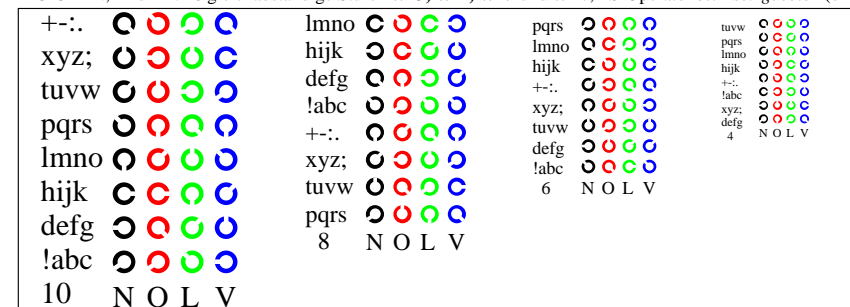 +-:.
xyz;
tuvw
pqrs
lmno
hijk
defg
!abc
10 N O L V
lmno
hijk
defg
!abc
+-:.
xyz;
tuvw
pqrs
8 N O L V
pqrs
lmno
hijk
+-:.
xyz;
tuvw
defg
!abc
6 N O L V
tuvw
pqrs
lmno
hijk
+-:.
!abc
xyz;
defg
4 N O L V